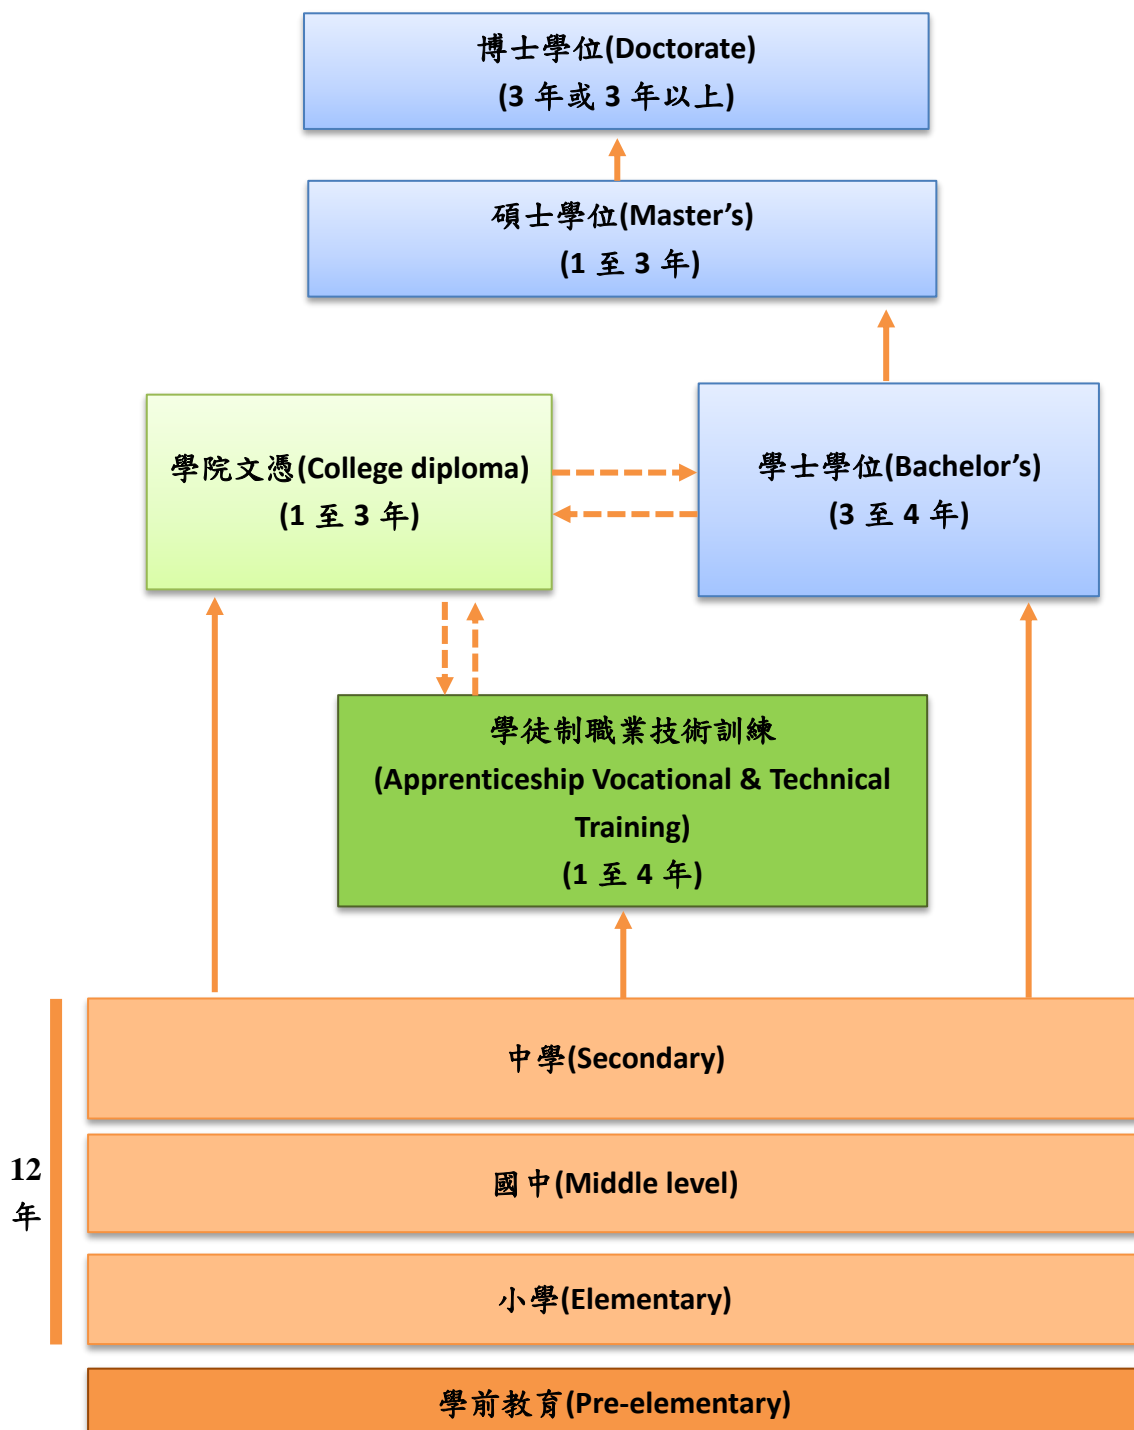 博士學位(Doctorate)
(3 年或 3 年以上)
碩士學位(Master’s)
(1 至 3 年)
學院文憑(College diploma)
(1 至 3 年)
學士學位(Bachelor’s)
(3 至 4 年)
學徒制職業技術訓練
(Apprenticeship Vocational & Technical
Training)
(1 至 4 年)
中學(Secondary)
12
年
國中(Middle level)
小學(Elementary)
學前教育(Pre-elementary)